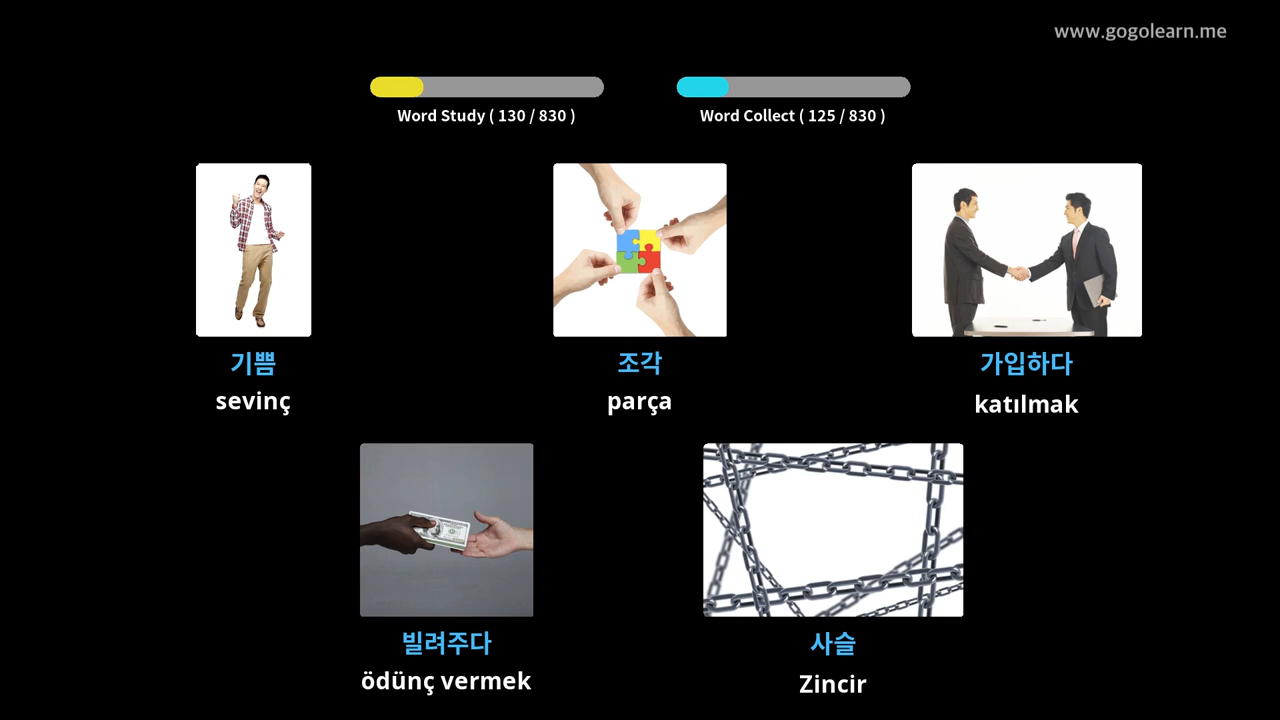 www.gogolearn.me
Word Study ( 130 / 830 )
Word Collect ( 125 / 830 )
기쁨
sevinç
조각
parça
가입하다
katılmak
빌려주다
ödünç vermek
사슬
Zincir